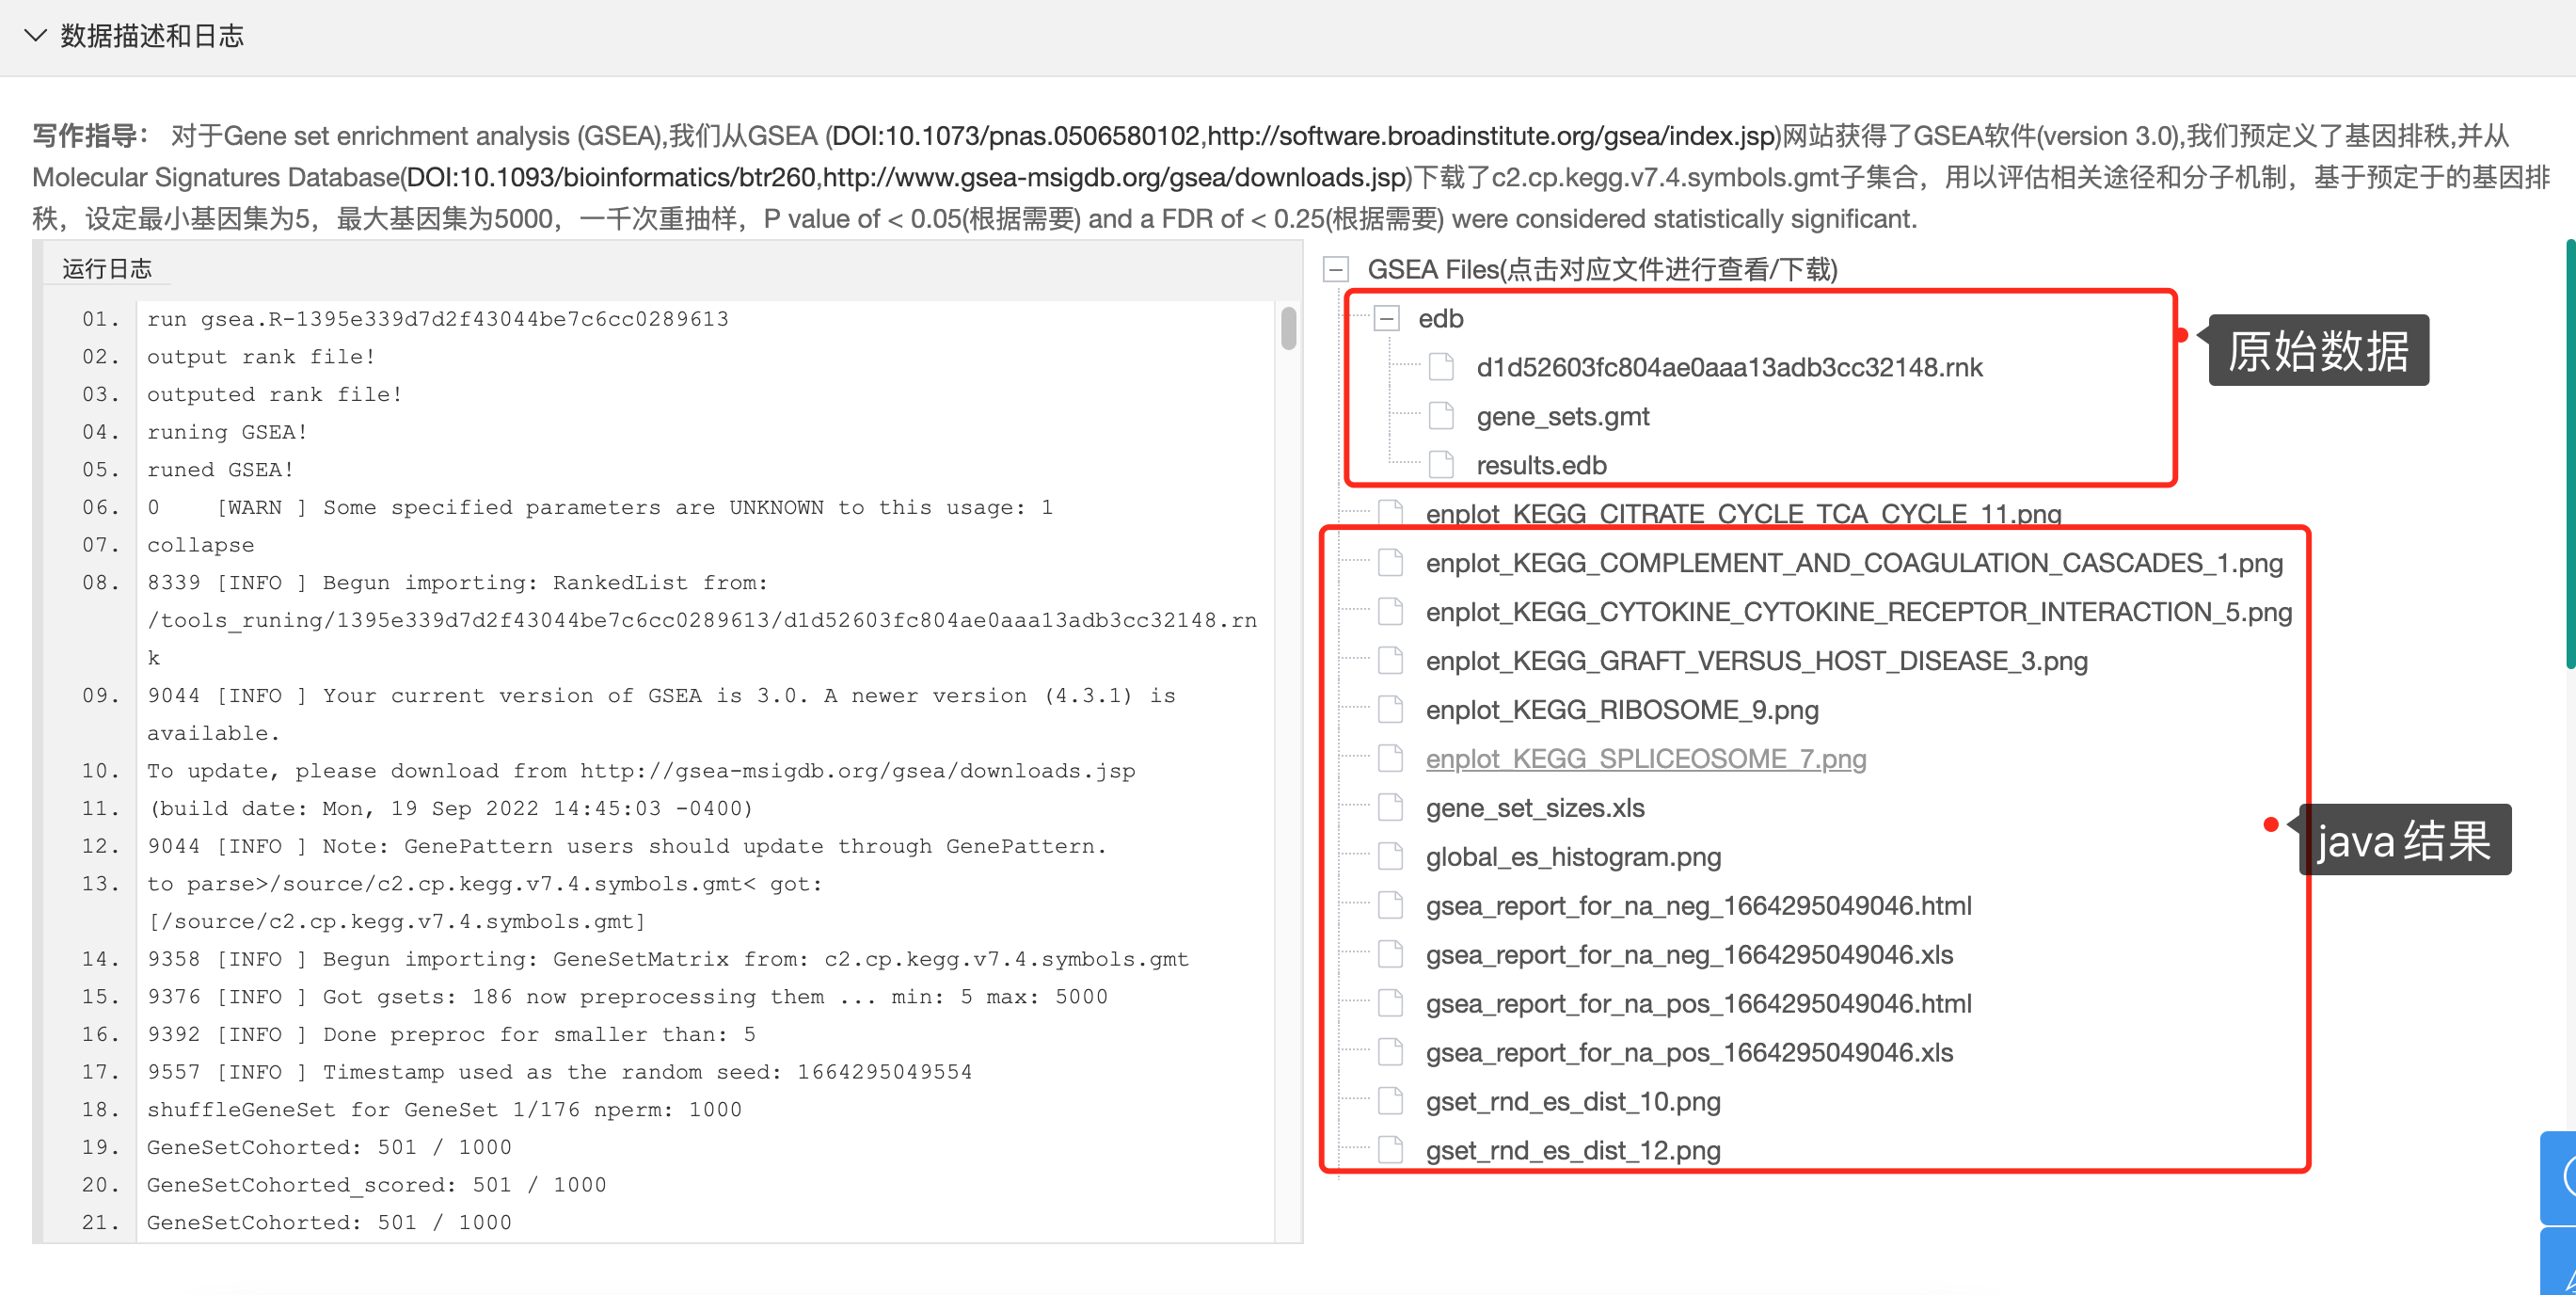 数据描述和日志
写作指导： 对于Gene set enrichment analysis (GSEA),我们从GSEA (DOI:10.1073/pnas.0506580102,http://software.broadinstitute.org/gsea/index.jsp)网站获得了GSEA软件(version 3.0),我们预定义了基因排秩,并从
Molecular Signatures Database(DOI:10.1093/bioinformatics/btr260,http://www.gsea-msigdb.org/gsea/downloads.jsp)下载了c2.cp.kegg.v7.4.symbols.gmt子集合，用以评估相关途径和分子机制，基于预定于的基因排
秩，设定最小基因集为5，最大基因集为5000，一千次重抽样，P value of < 0.05(根据需要) and a FDR of < 0.25(根据需要) were considered statistically significant.
运行日志
01. run gsea.R-1395e339d7d2f43044be7c6cc0289613
02. output rank file!
03. outputed rank file!
04. runing GSEA!
05. runed GSEA!
06. 0 [WARN ] Some specified parameters are UNKNOWN to this usage: 1
07. collapse
08. 8339 [INFO ] Begun importing: RankedList from:
/tools_runing/1395e339d7d2f43044be7c6cc0289613/d1d52603fc804ae0aaa13adb3cc32148.rn
k
09. 9044 [INFO ] Your current version of GSEA is 3.0. A newer version (4.3.1) is
available.
10. To update, please download from http://gsea-msigdb.org/gsea/downloads.jsp
11. (build date: Mon, 19 Sep 2022 14:45:03 -0400)
12. 9044 [INFO ] Note: GenePattern users should update through GenePattern.
13. to parse>/source/c2.cp.kegg.v7.4.symbols.gmt< got:
[/source/c2.cp.kegg.v7.4.symbols.gmt]
14. 9358 [INFO ] Begun importing: GeneSetMatrix from: c2.cp.kegg.v7.4.symbols.gmt
15. 9376 [INFO ] Got gsets: 186 now preprocessing them ... min: 5 max: 5000
16. 9392 [INFO ] Done preproc for smaller than: 5
17. 9557 [INFO ] Timestamp used as the random seed: 1664295049554
18. shuffleGeneSet for GeneSet 1/176 nperm: 1000
19. GeneSetCohorted: 501 / 1000
20. GeneSetCohorted_scored: 501 / 1000
21. GeneSetCohorted: 501 / 1000
GSEA Files(点击对应文件进行查看/下载)
edb
d1d52603fc804ae0aaa13adb3cc32148.rnk
gene_sets.gmt
results.edb
原始数据
enplot_KEGG_CITRATE_CYCLE_TCA_CYCLE_11.png
enplot_KEGG_COMPLEMENT_AND_COAGULATION_CASCADES_1.png
enplot_KEGG_CYTOKINE_CYTOKINE_RECEPTOR_INTERACTION_5.png
enplot_KEGG_GRAFT_VERSUS_HOST_DISEASE_3.png
enplot_KEGG_RIBOSOME_9.png
enplot_KEGG_SPLICEOSOME_7.png
gene_set_sizes.xls
global_es_histogram.png
gsea_report_for_na_neg_1664295049046.html
gsea_report_for_na_neg_1664295049046.xls
gsea_report_for_na_pos_1664295049046.html
gsea_report_for_na_pos_1664295049046.xls
gset_rnd_es_dist_10.png
gset_rnd_es_dist_12.png
java结果